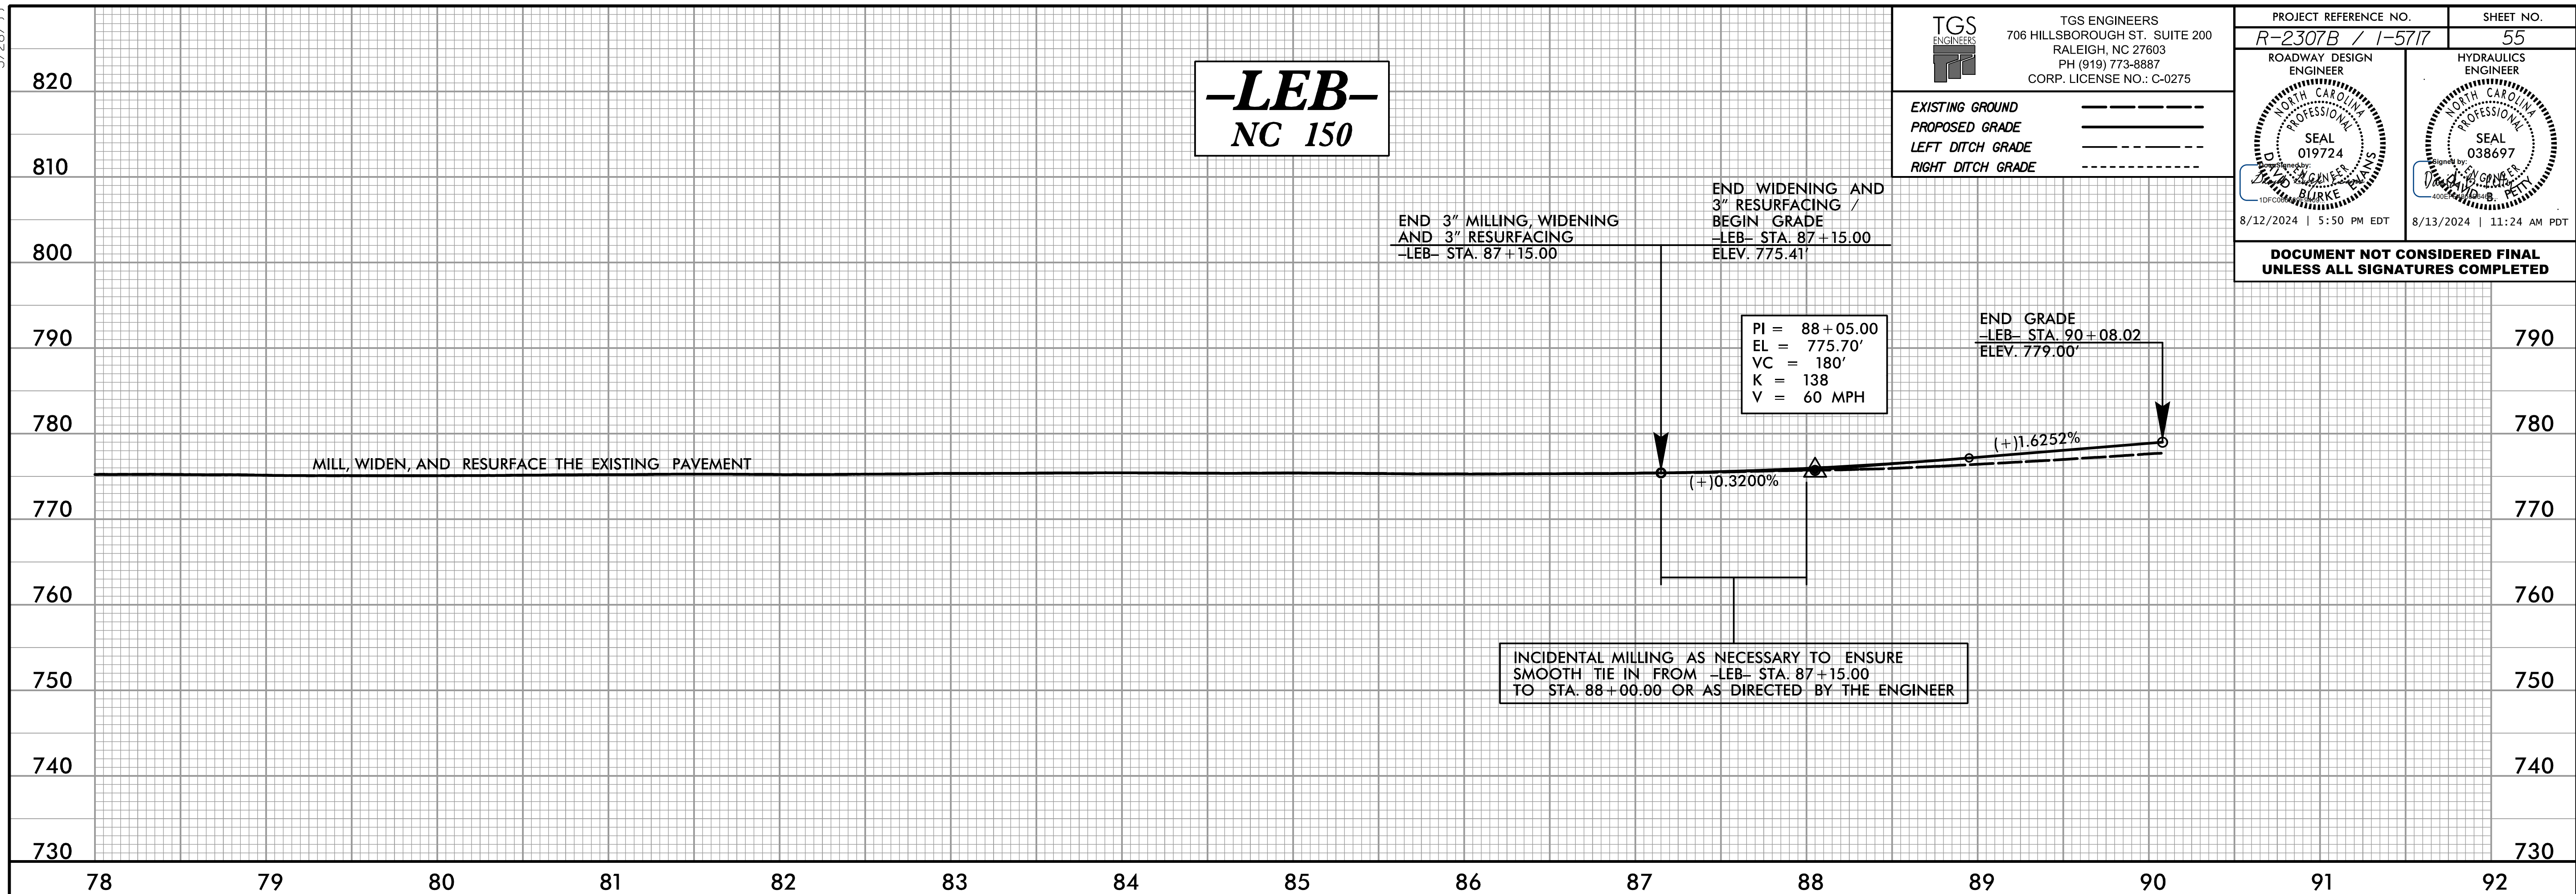 TGS
ENGINEERS
TGS ENGINEERS
706 HILLSBOROUGH ST. SUITE 200
RALEIGH, NC 27603
PH (919) 773-8887
CORP. LICENSE NO.: C-0275
PROJECT REFERENCE NO.
SHEET NO.
R-2307B / I-5717
55
ROADWAY DESIGN
ENGINEER
HYDRAULICS
ENGINEER
NORTH CAROLINA
PROFESSIONAL
SEAL
019724
ENGINEER
DAVID BURKE EVANS
NORTH CAROLINA
PROFESSIONAL
SEAL
038697
ENGINEER
DAVID B. PETTY
Signed by:
8/12/2024 | 5:50 PM EDT
8/13/2024 | 11:24 AM PDT
DOCUMENT NOT CONSIDERED FINAL
UNLESS ALL SIGNATURES COMPLETED
EXISTING GROUND
PROPOSED GRADE
LEFT DITCH GRADE
RIGHT DITCH GRADE
–LEB–
NC 150
END 3" MILLING, WIDENING
AND 3" RESURFACING
–LEB– STA. 87+15.00
END WIDENING AND
3" RESURFACING /
BEGIN GRADE
–LEB– STA. 87+15.00
ELEV. 775.41'
PI = 88+05.00
EL = 775.70'
VC = 180'
K = 138
V = 60 MPH
END GRADE
–LEB– STA. 90+08.02
ELEV. 779.00'
MILL, WIDEN, AND RESURFACE THE EXISTING PAVEMENT
(+)0.3200%
(+)1.6252%
INCIDENTAL MILLING AS NECESSARY TO ENSURE
SMOOTH TIE IN FROM –LEB– STA. 87+15.00
TO STA. 88+00.00 OR AS DIRECTED BY THE ENGINEER
820
810
800
790
780
770
760
750
740
730
790
780
770
760
750
740
730
78 79 80 81 82 83 84 85 86 87 88 89 90 91 92